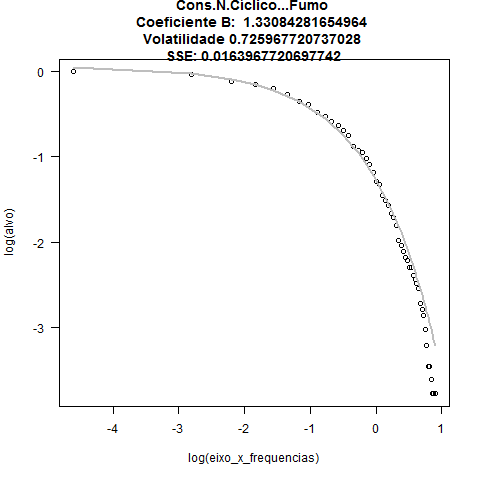 Cons.N.Ciclico...Fumo
Coeficiente B:  1.33084281654964
Volatilidade 0.725967720737028
SSE: 0.0163967720697742
log(alvo)
0
-1
-2
-3
-4
-3
-2
-1
0
1
log(eixo_x_frequencias)